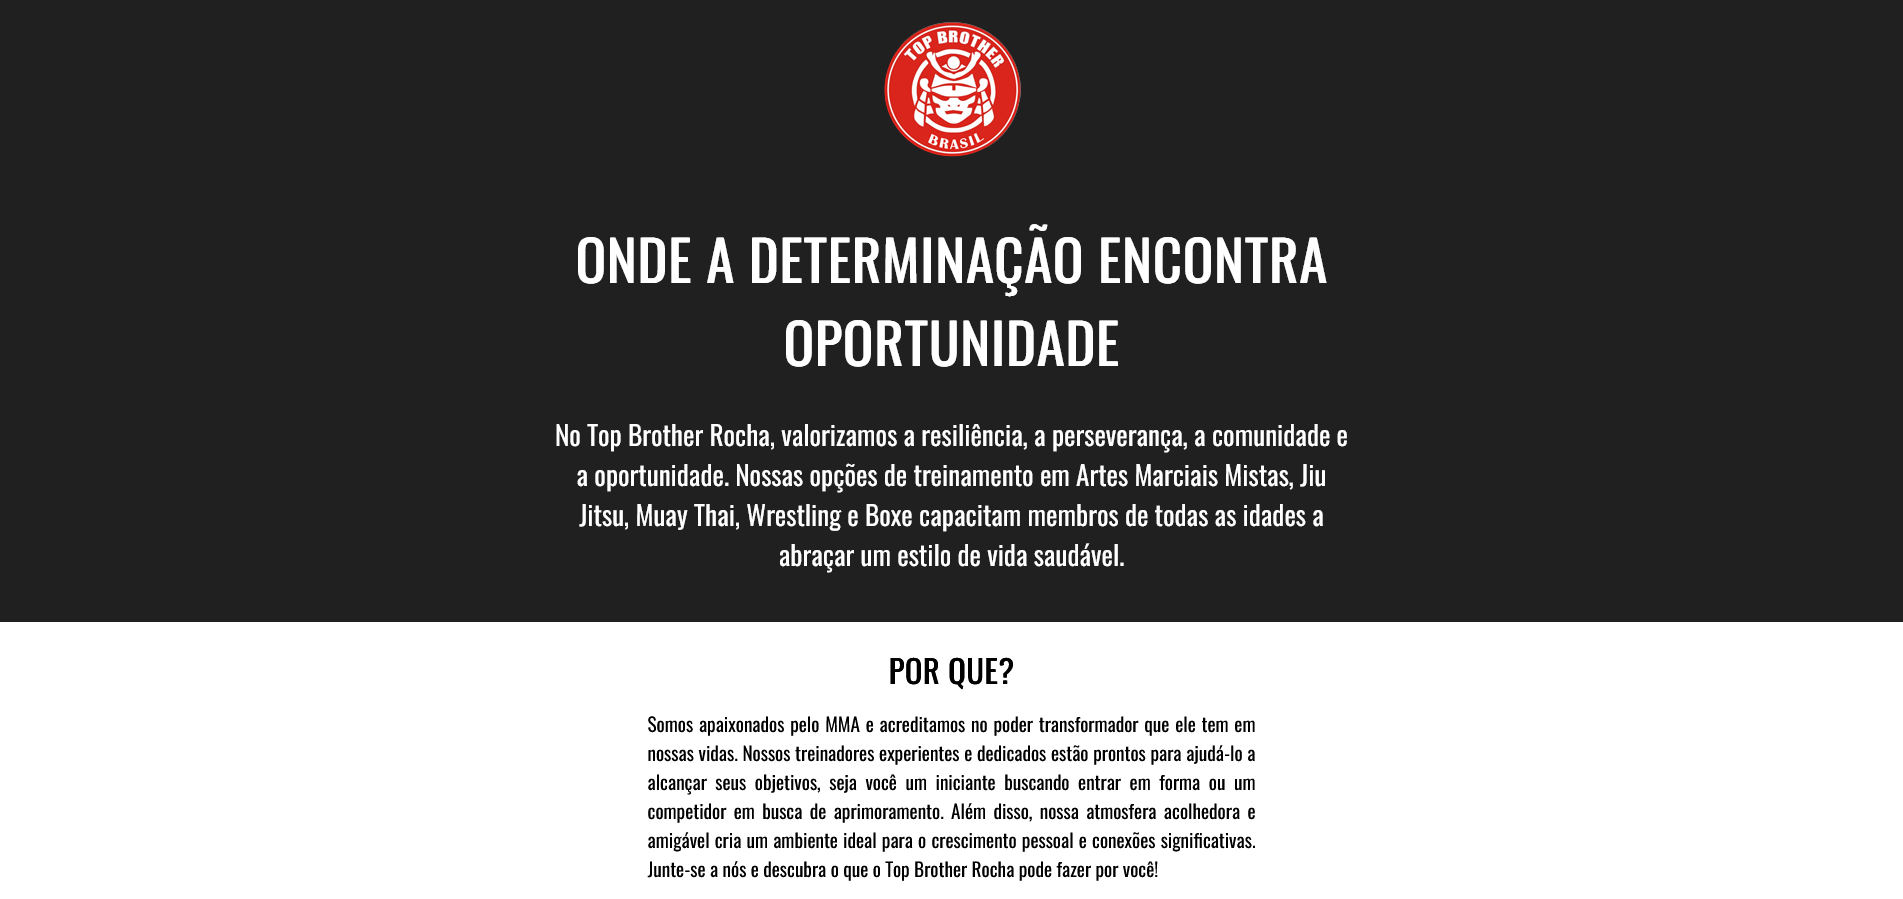 TOP BROTHER
BRASIL
ONDE A DETERMINAÇÃO ENCONTRA
OPORTUNIDADE
No Top Brother Rocha, valorizamos a resiliência, a perseverança, a comunidade e
a oportunidade. Nossas opções de treinamento em Artes Marciais Mistas, Jiu
Jitsu, Muay Thai, Wrestling e Boxe capacitam membros de todas as idades a
abraçar um estilo de vida saudável.
POR QUE?
Somos apaixonados pelo MMA e acreditamos no poder transformador que ele tem em
nossas vidas. Nossos treinadores experientes e dedicados estão prontos para ajudá-lo a
alcançar seus objetivos, seja você um iniciante buscando entrar em forma ou um
competidor em busca de aprimoramento. Além disso, nossa atmosfera acolhedora e
amigável cria um ambiente ideal para o crescimento pessoal e conexões significativas.
Junte-se a nós e descubra o que o Top Brother Rocha pode fazer por você!